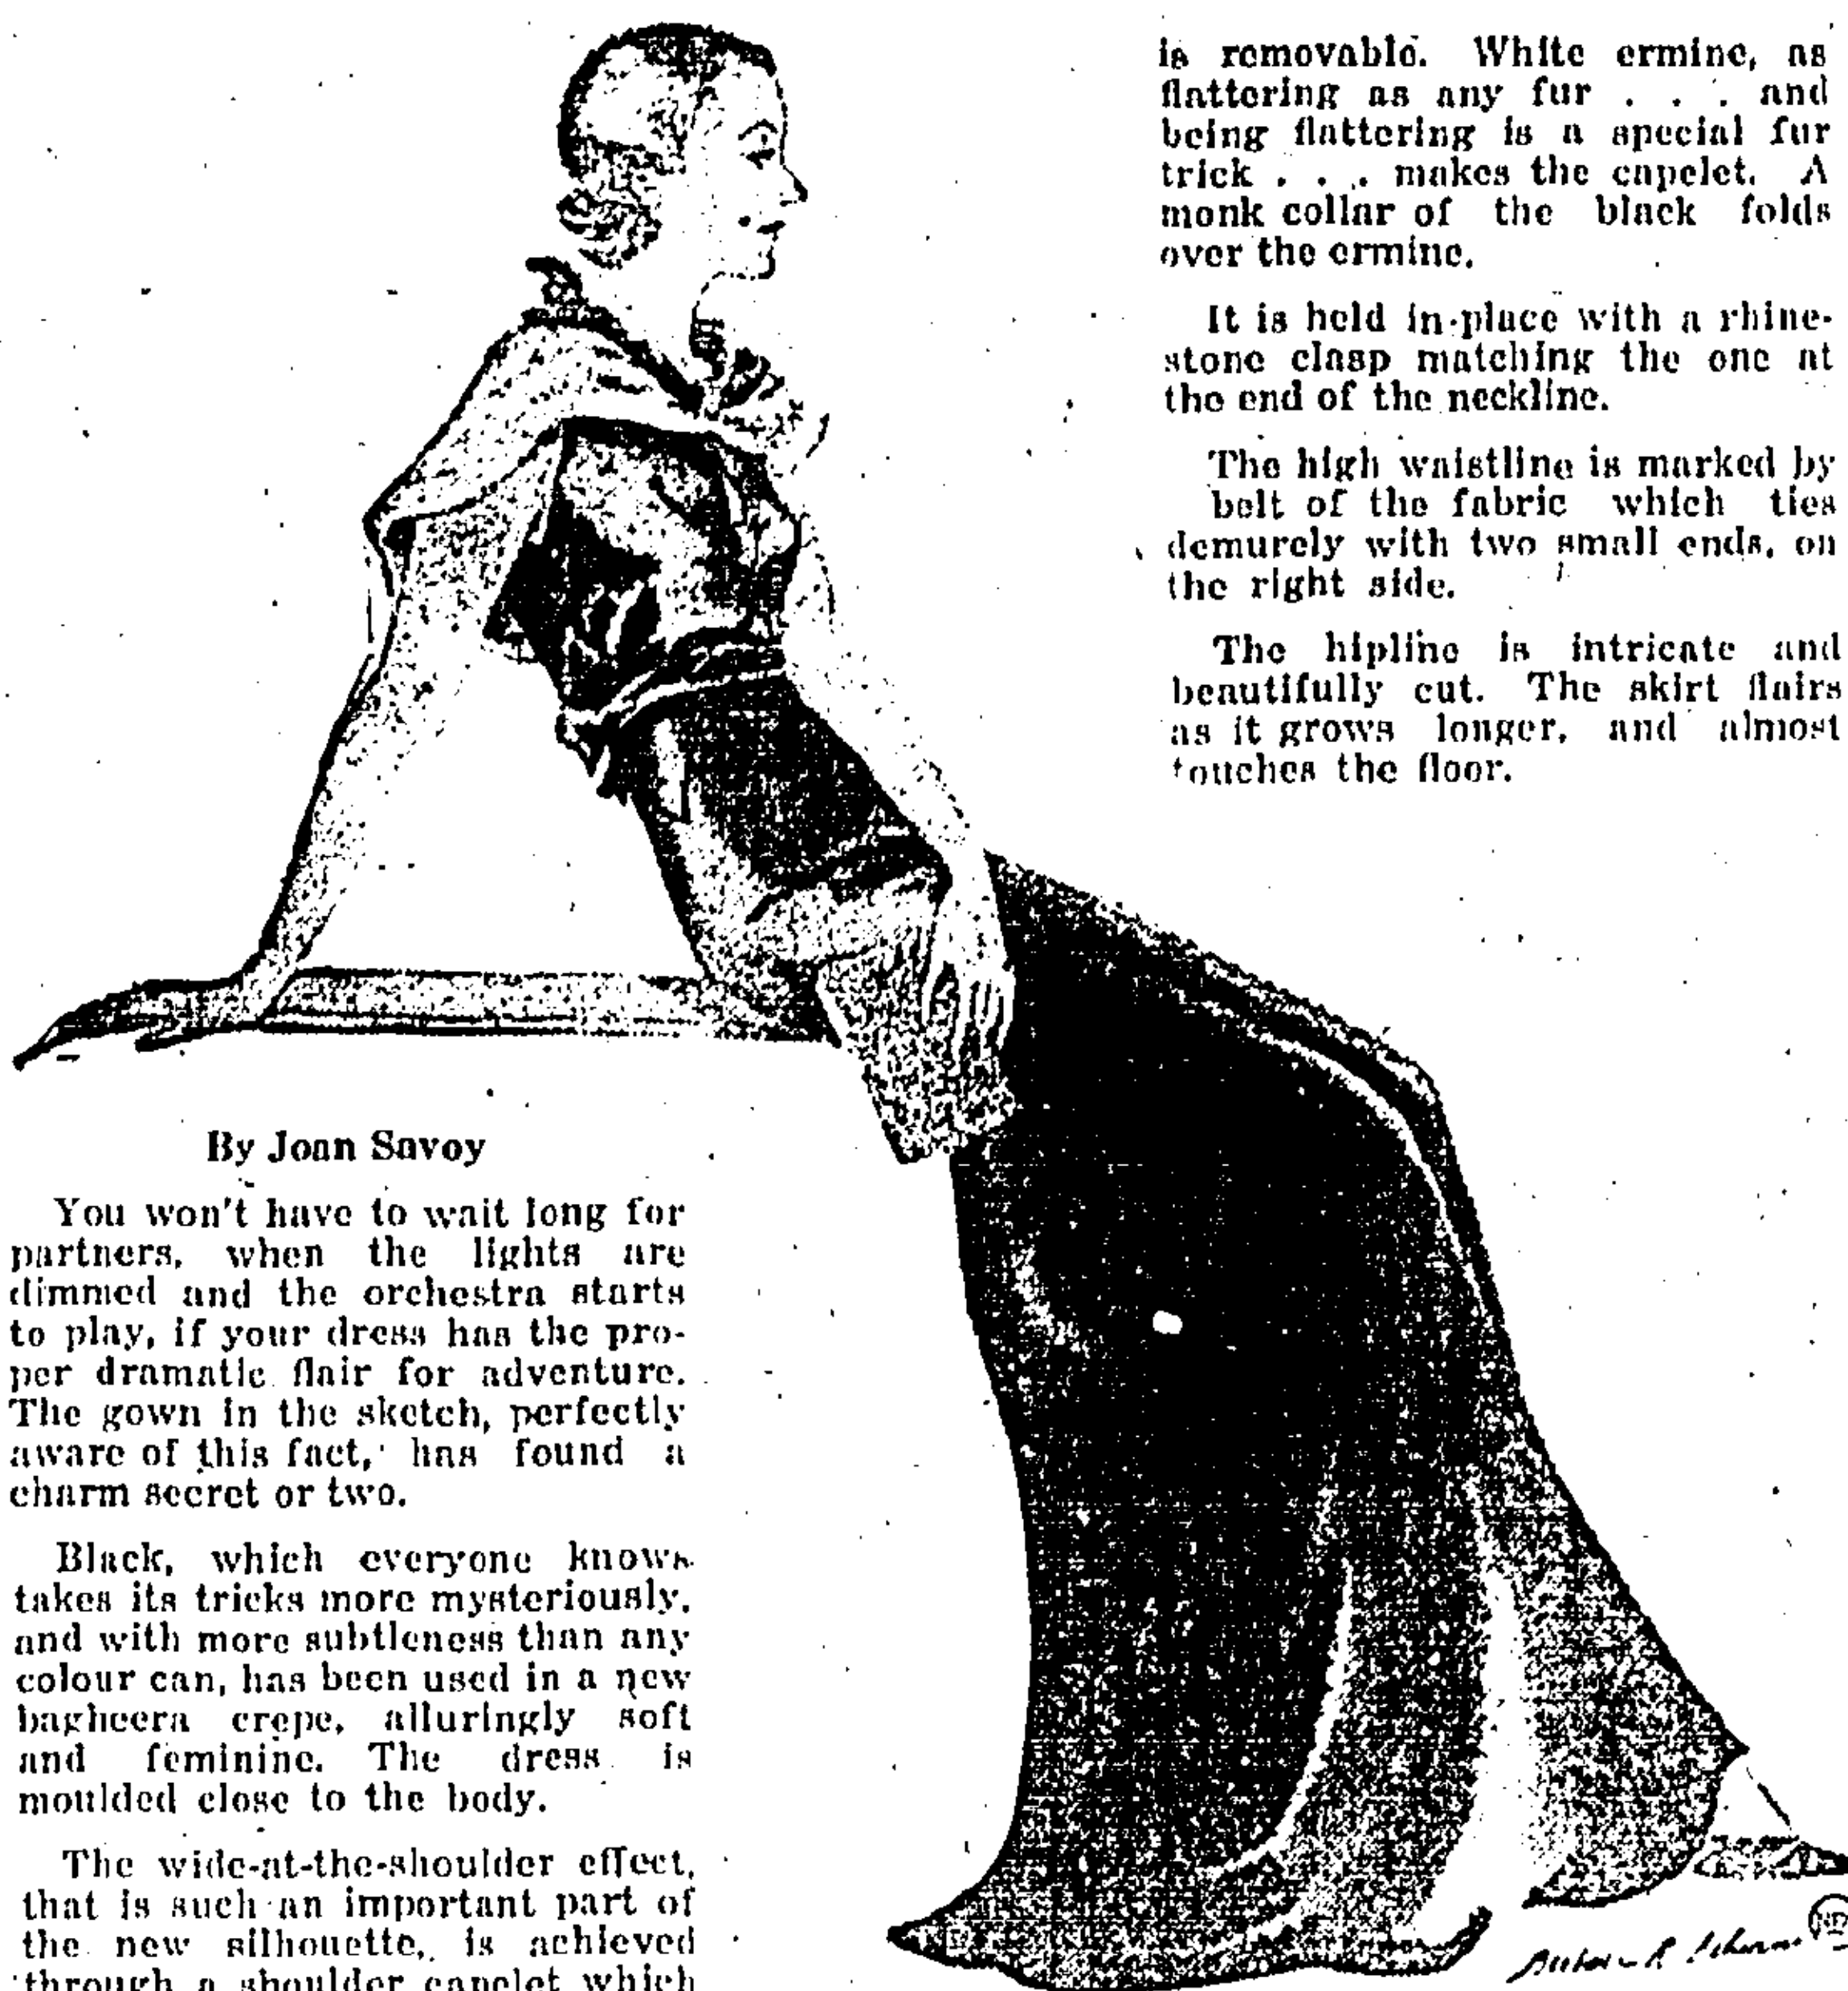 By Joan Savoy
You won't have to wait long for
partners, when the lights are
dimmed and the orchestra starts
to play, if your dress has the pro-
per dramatic flair for adventure.
The gown in the sketch, perfectly
aware of this fact, has found a
charm secret or two.
Black, which everyone knows
takes its tricks more mysteriously,
and with more subtleness than any
colour can, has been used in a new
bagheera crepe, alluringly soft
and feminine. The dress is
moulded close to the body.
The wide-at-the-shoulder effect,
that is such an important part of
the new silhouette, is achieved
through a shoulder capelet which
is removable. White ermine, as
flattering as any fur . . . and
being flattering is a special fur
trick . . . makes the capelet. A
monk collar of the black folds
over the ermine.
It is held in place with a rhine-
stone clasp matching the one at
the end of the neckline.
The high waistline is marked by
belt of the fabric which ties
demurely with two small ends, on
the right side.
The hipline is intricate and
beautifully cut. The skirt flairs
as it grows longer, and almost
touches the floor.